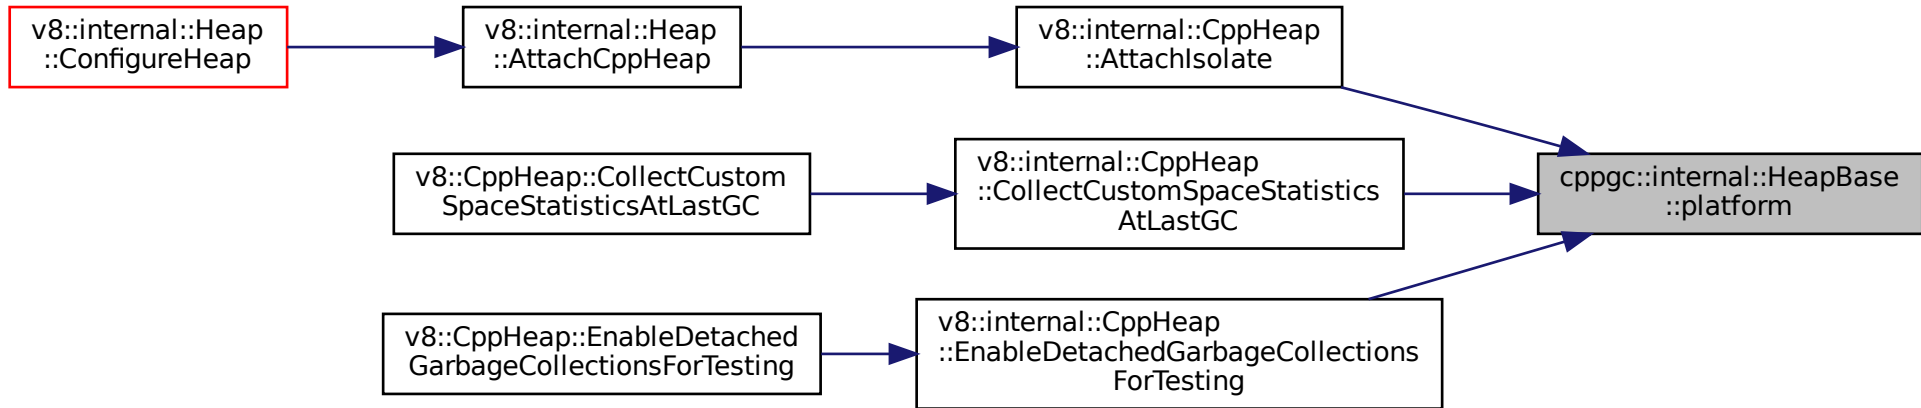 v8::internal::Heap
::ConfigureHeap
v8::internal::Heap
::AttachCppHeap
v8::internal::CppHeap
::AttachIsolate
v8::CppHeap::CollectCustom
SpaceStatisticsAtLastGC
v8::internal::CppHeap
::CollectCustomSpaceStatistics
AtLastGC
cppgc::internal::HeapBase
::platform
v8::CppHeap::EnableDetached
GarbageCollectionsForTesting
v8::internal::CppHeap
::EnableDetachedGarbageCollections
ForTesting